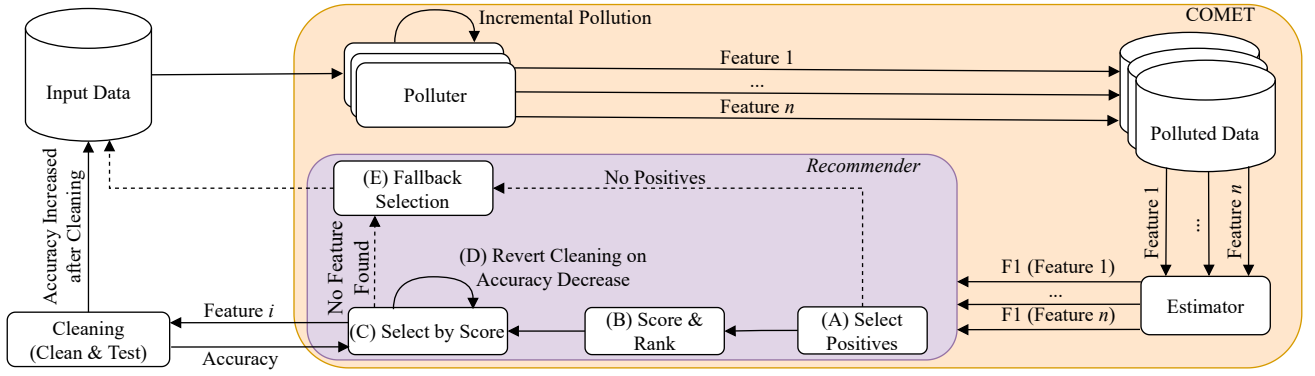 Incremental Pollution
COMET
Input Data
Polluter
Feature 1
...
Feature n
Polluted Data
Recommender
(E) Fallback
Selection
No Positives
Accuracy Increased
after Cleaning
No Feature
Found
(D) Revert Cleaning on
Accuracy Decrease
Feature 1
...
Feature n
F1 (Feature 1)
...
F1 (Feature n)
Estimator
Cleaning
(Clean & Test)
Feature i
Accuracy
(C) Select by Score
(B) Score &
Rank
(A) Select
Positives